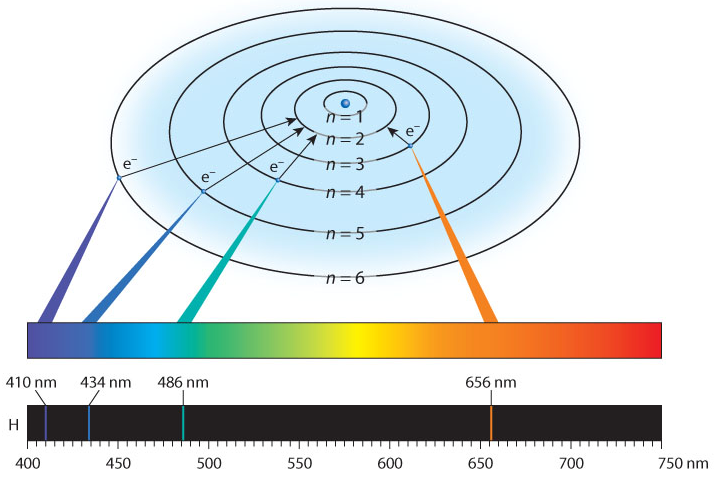 n = 1
e⁻
n = 2
e⁻
e⁻
e⁻
n = 3
n = 4
n = 5
n = 6
410 nm 434 nm 486 nm 656 nm
H
400 450 500 550 600 650 700 750 nm